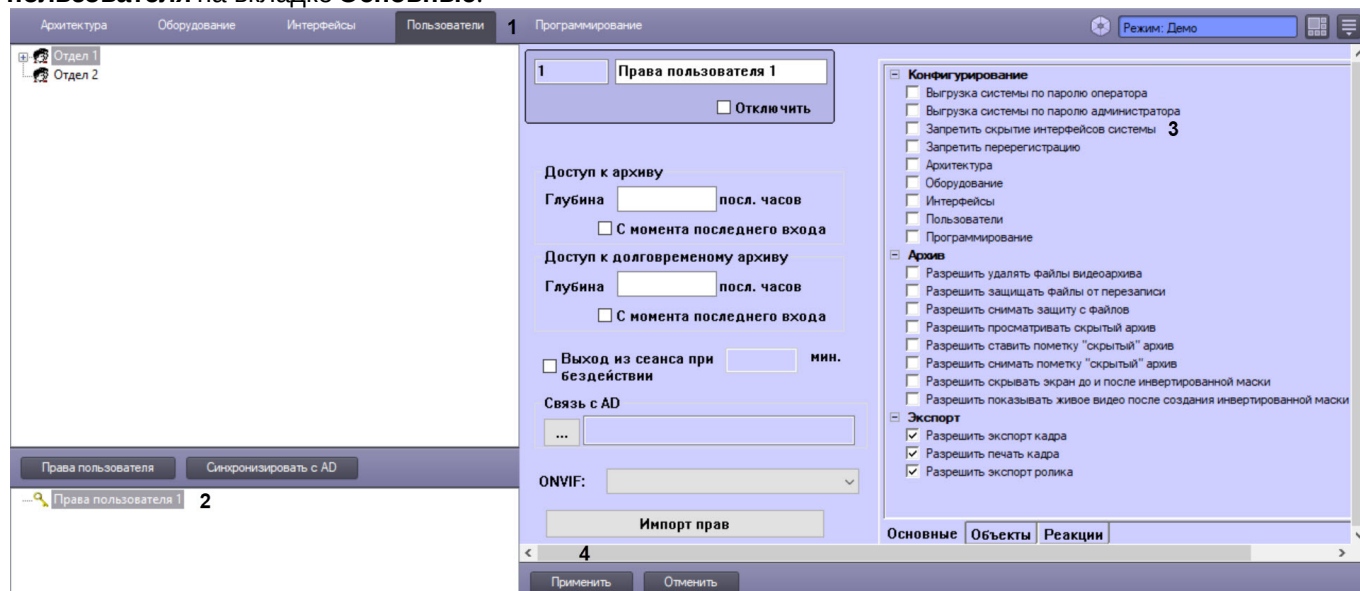 пользователя на вкладке Основные.
Архитектура Оборудование Интерфейсы Пользователи 1 Программирование Режим: Демо
Отдел 1
Отдел 2
1 Права пользователя 1
Отключить
Доступ к архиву
Глубина посл. часов
С момента последнего входа
Доступ к долговременому архиву
Глубина посл. часов
С момента последнего входа
Выход из сеанса при мин.
бездействии
Связь с AD
...
ONVIF:
Импорт прав
4
Применить Отменить
Конфигурирование
Выгрузка системы по паролю оператора
Выгрузка системы по паролю администратора
Запретить скрытие интерфейсов системы 3
Запретить перерегистрацию
Архитектура
Оборудование
Интерфейсы
Пользователи
Программирование
Архив
Разрешить удалять файлы видеоархива
Разрешить защищать файлы от перезаписи
Разрешить снимать защиту с файлов
Разрешить просматривать скрытый архив
Разрешить ставить пометку "скрытый" архив
Разрешить снимать пометку "скрытый" архив
Разрешить скрывать экран до и после инвертированной маски
Разрешить показывать живое видео после создания инвертированной маски
Экспорт
Разрешить экспорт кадра
Разрешить печать кадра
Разрешить экспорт ролика
Основные Объекты Реакции
Права пользователя Синхронизировать с AD
Права пользователя 1 2